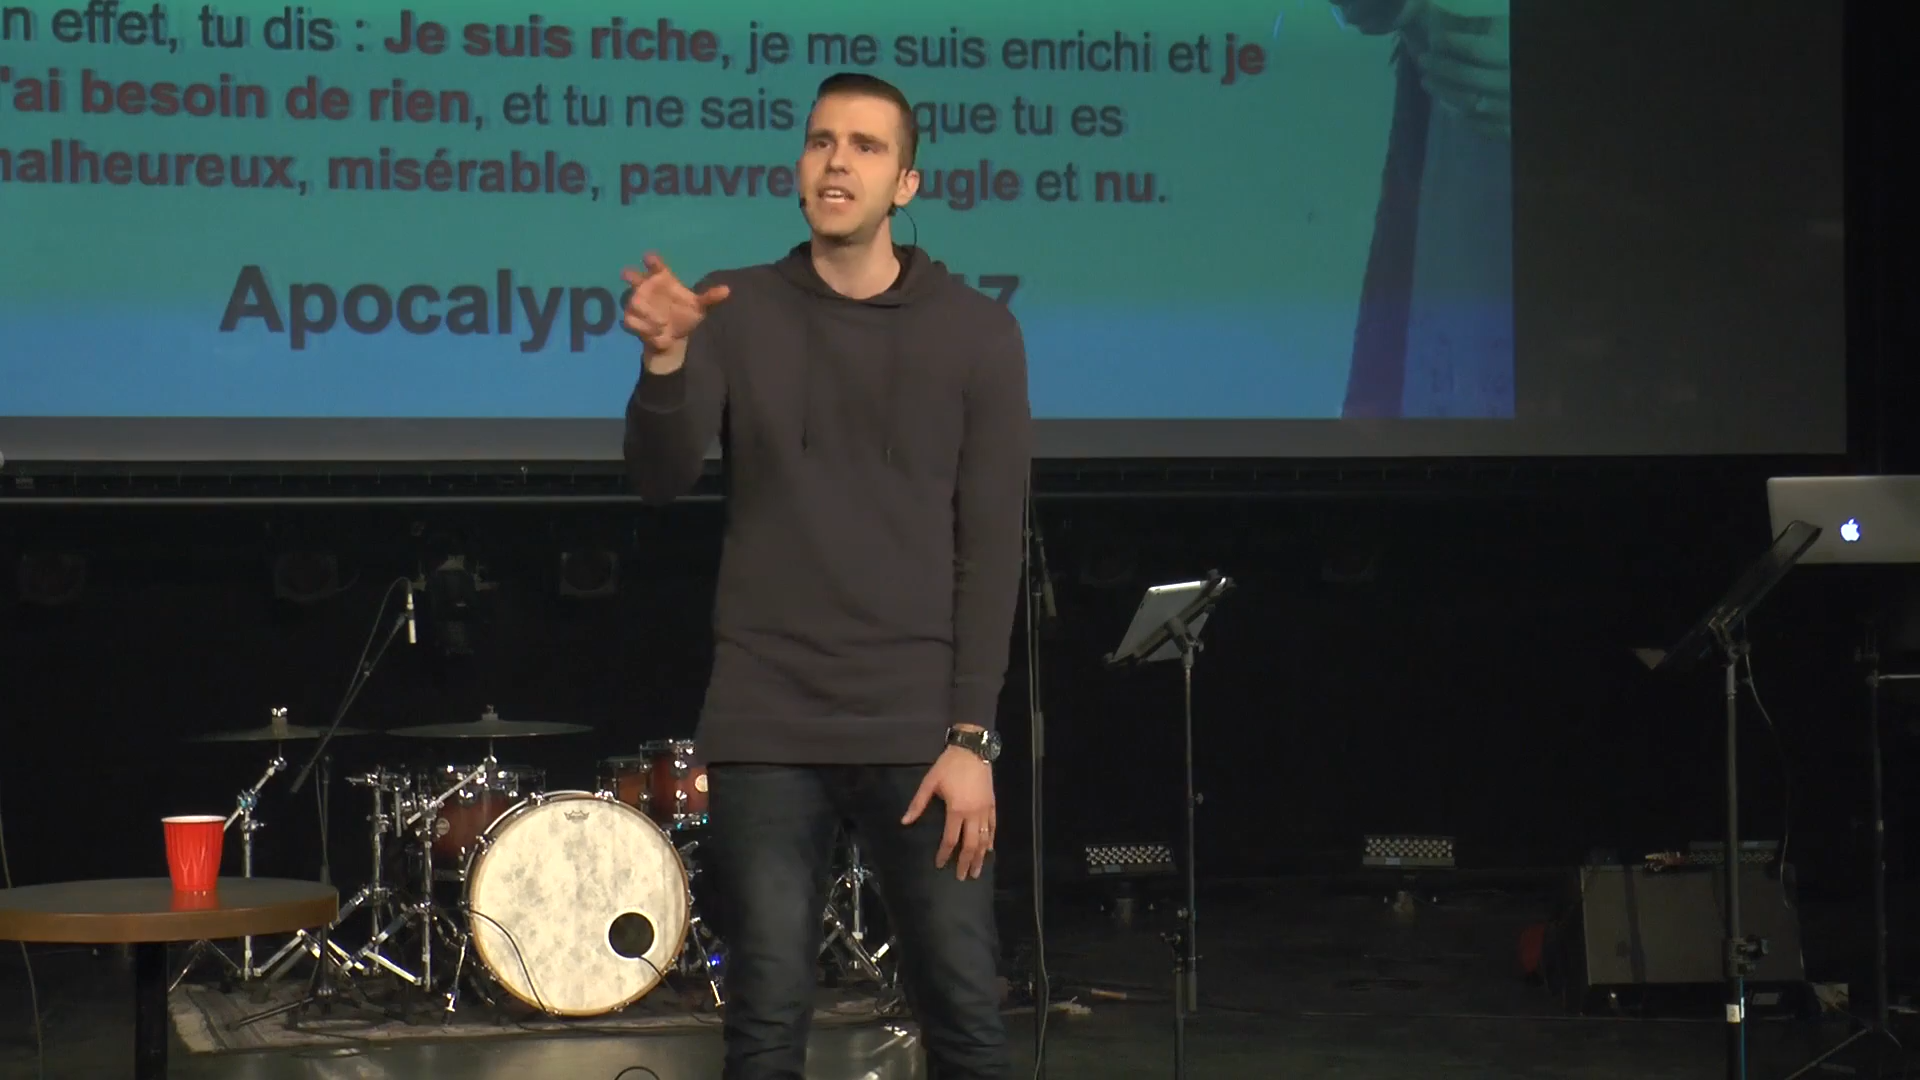 n effet, tu dis : Je suis riche, je me suis enrichi et je
'ai besoin de rien, et tu ne sais que tu es
alheureux, misérable, pauvre ugle et nu.
Apocalyps 17